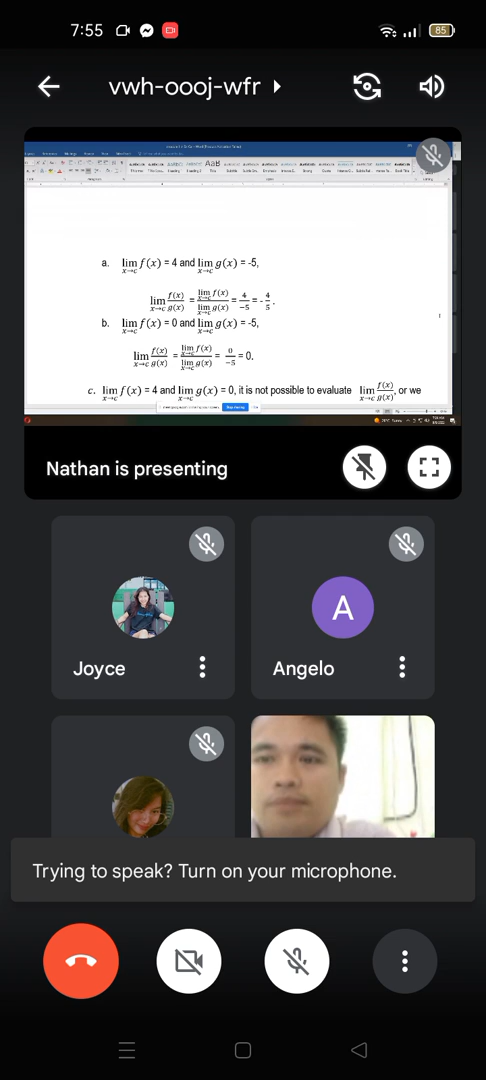 7:55
85
vwh-oooj-wfr
a. lim f(x) = 4 and lim g(x) = -5,
x→c x→c
lim f(x)/g(x) = lim f(x)/lim g(x) = 4/-5 = - 4/5 .
x→c x→c x→c
b. lim f(x) = 0 and lim g(x) = -5,
x→c x→c
lim f(x)/g(x) = lim f(x)/lim g(x) = 0/-5 = 0.
x→c x→c x→c
c. lim f(x) = 4 and lim g(x) = 0, it is not possible to evaluate lim f(x)/g(x), or we
x→c x→c x→c
Nathan is presenting
A
Joyce
Angelo
Trying to speak? Turn on your microphone.